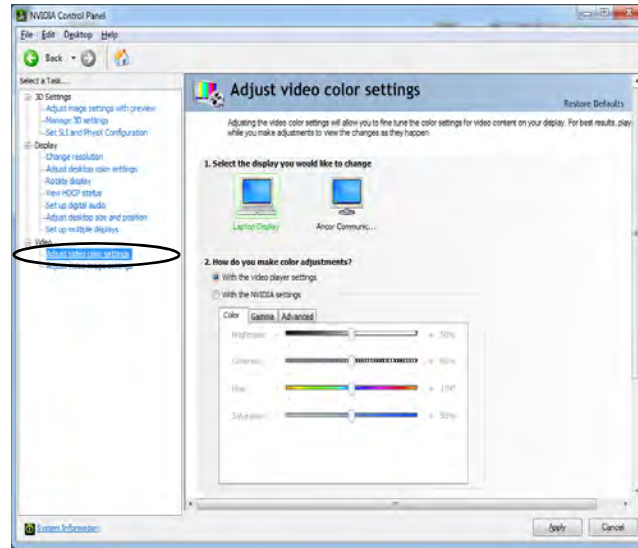 NVIDIA Control Panel
File Edit Desktop Help
Back
Select a Task...
3D Settings
Adjust image settings with preview
Manage 3D settings
Set SLI and PhysX Configuration
Display
Change resolution
Adjust desktop color settings
Rotate display
View HDCP status
Set up digital audio
Adjust desktop size and position
Set up multiple displays
Video
Adjust video color settings
Adjust video image settings
Adjust video color settings
Restore Defaults
Adjusting the video color settings will allow you to fine tune the color settings for video content on your display. For best results, play
while you make adjustments to view the changes as they happen.
1. Select the display you would like to change
Laptop Display Ancor Communic...
2. How do you make color adjustments?
With the video player settings
With the NVIDIA settings
Color Gamma Advanced
Brightness: - + 50%
Contrast: - +
Hue: - +
Saturation: - + 50%
System Information
Apply Cancel